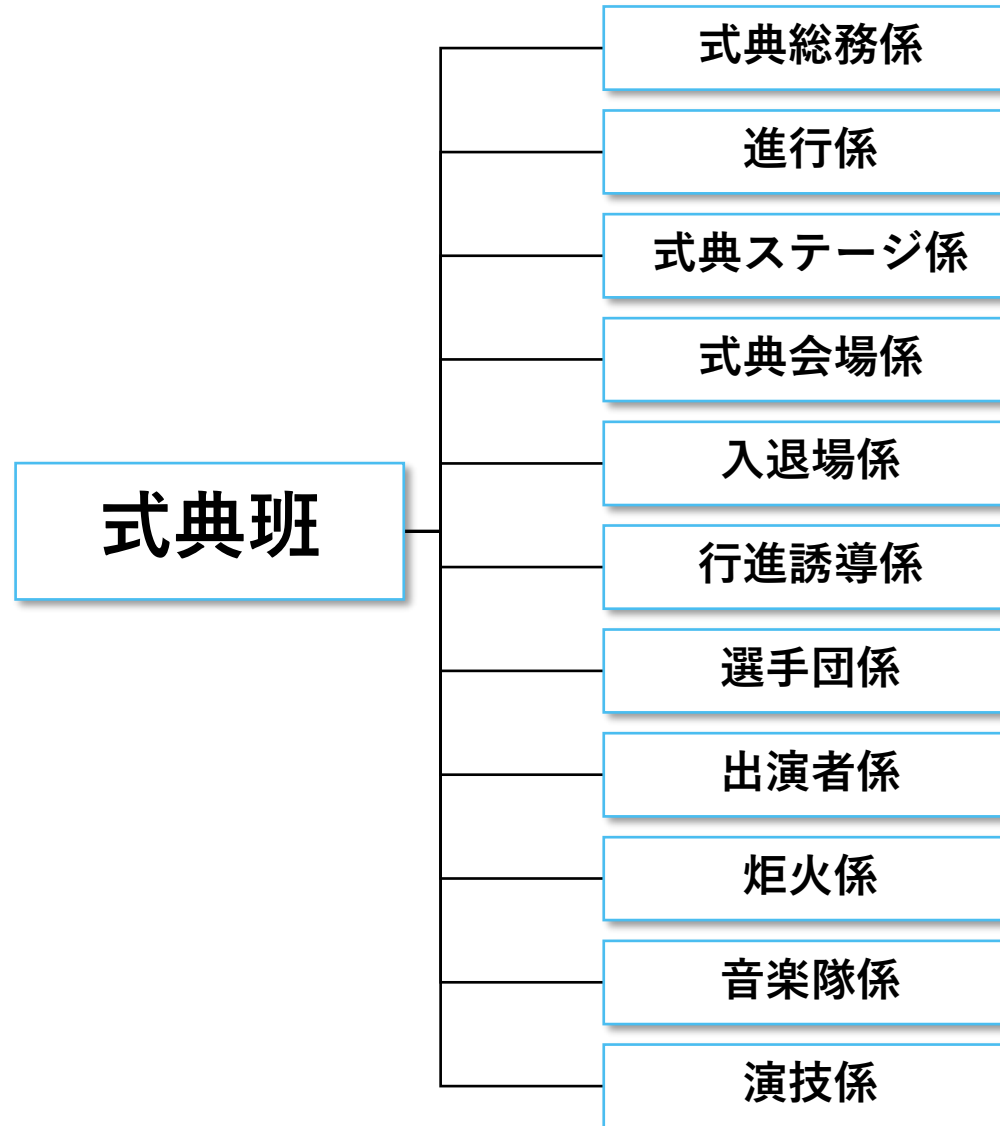 式典総務係
進行係
式典ステージ係
式典会場係
入退場係
式典班
行進誘導係
選手団係
出演者係
炬火係
音楽隊係
演技係